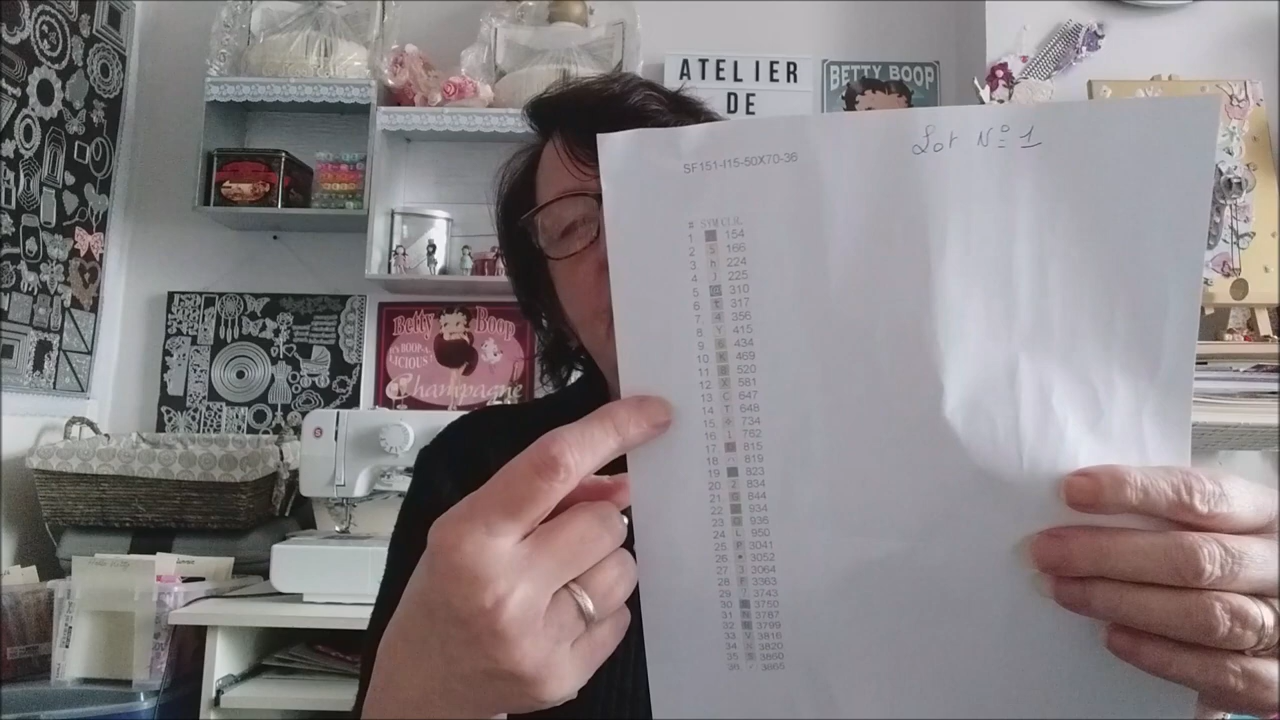 ATELIER
DE
BETTY BOOP
Lot N° 1
SF151-I15-50X70-36
# SYM CLR.
1 154
2 S 166
3 h 224
4 J 225
5 @ 310
6 t 317
7 4 356
8 Y 415
9 6 434
10 K 469
11 8 520
12 X 581
13 C 647
14 T 648
15 734
16 762
17 815
18 819
19 823
20 2 834
21 844
22 934
23 936
24 L 950
25 P 3041
26 3052
27 3 3064
28 F 3363
29 3743
30 3750
31 3787
32 3799
33 V 3816
34 3820
35 3860
36 3865
Betty Boop
Champagne